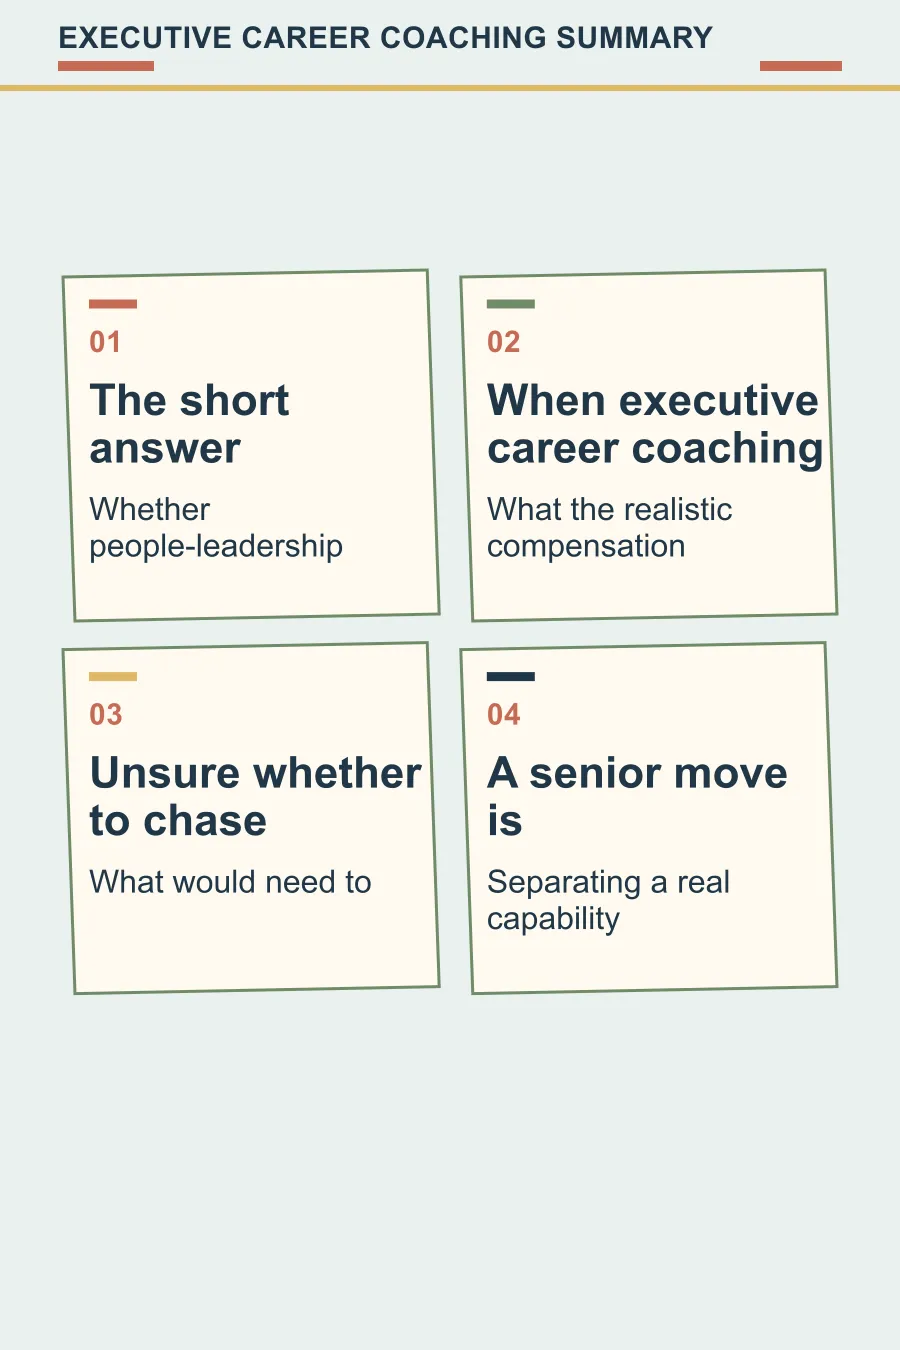 EXECUTIVE CAREER COACHING SUMMARY
01
The short
answer
Whether
people-leadership
02
When executive
career coaching
What the realistic
compensation
03
Unsure whether
to chase
What would need to
04
A senior move
is
Separating a real
capability